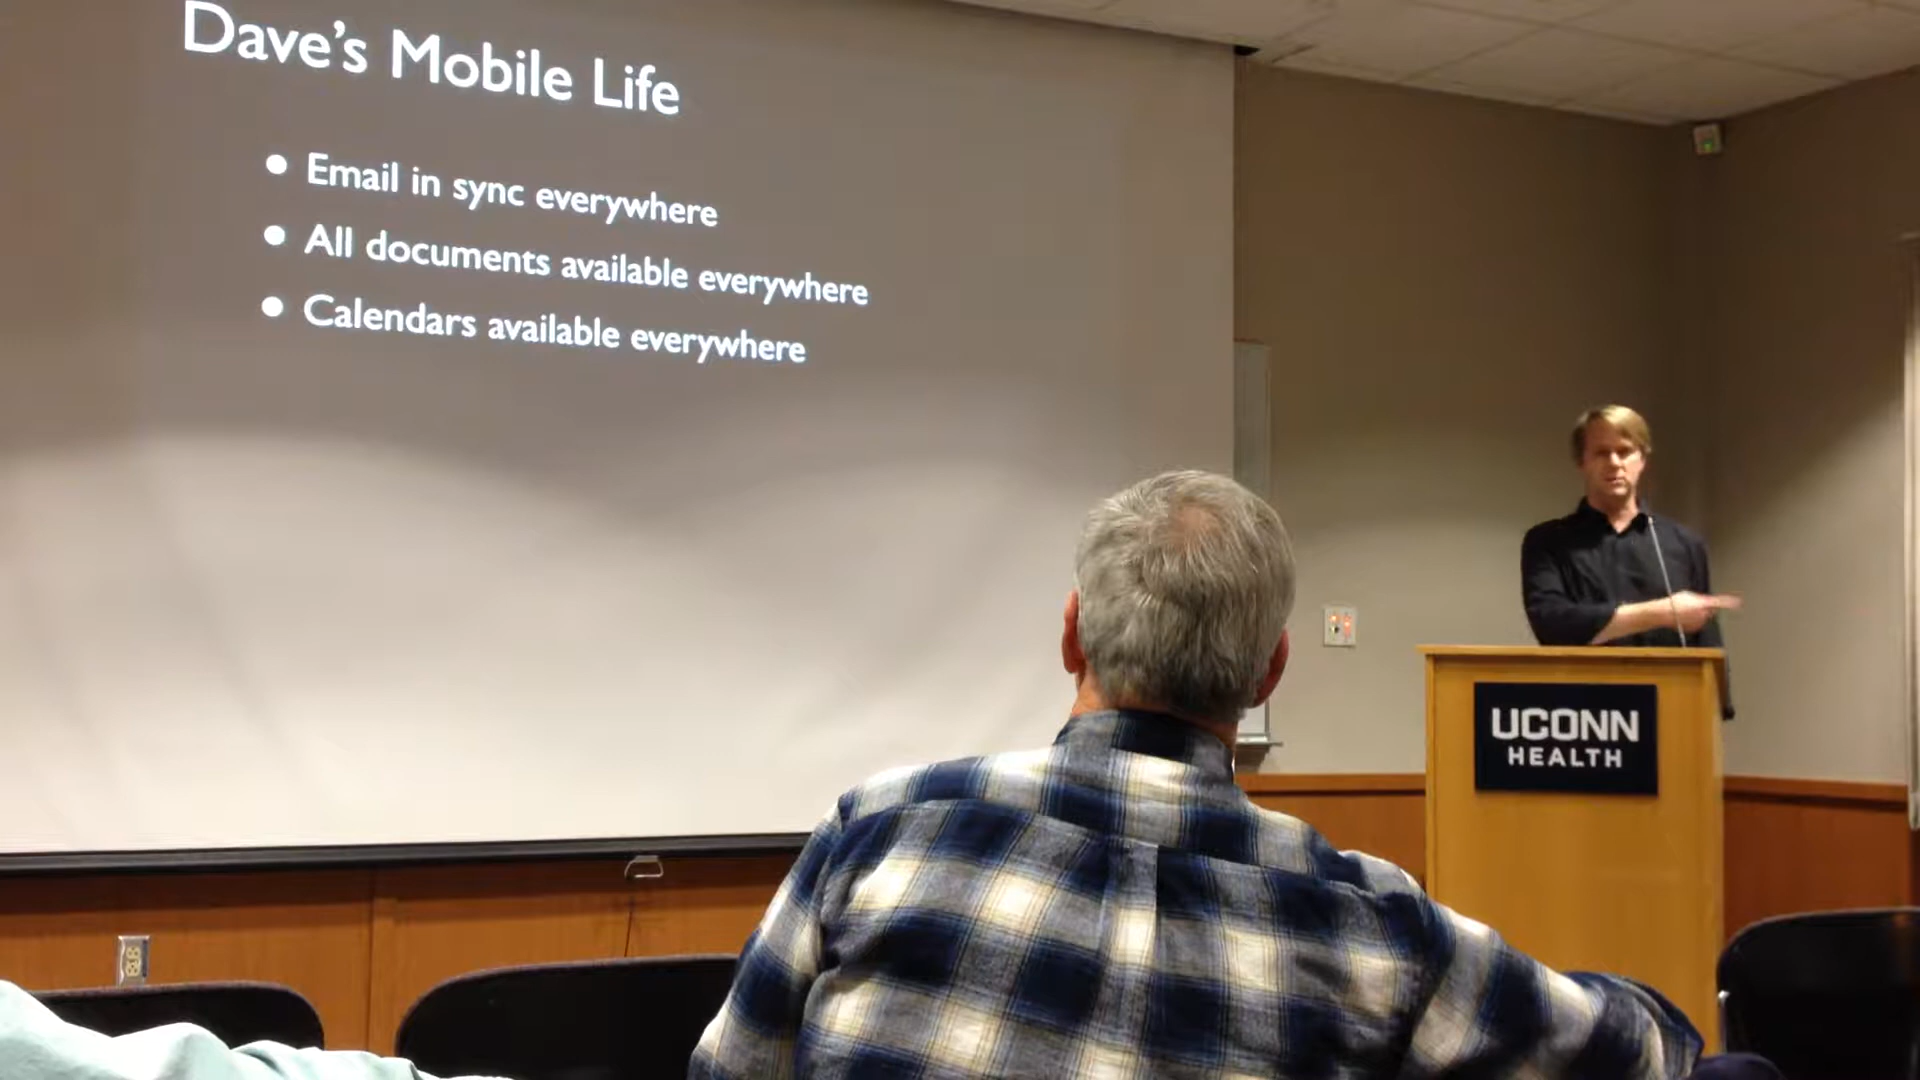 Dave's Mobile Life
• Email in sync everywhere
• All documents available everywhere
• Calendars available everywhere
UCONN
HEALTH